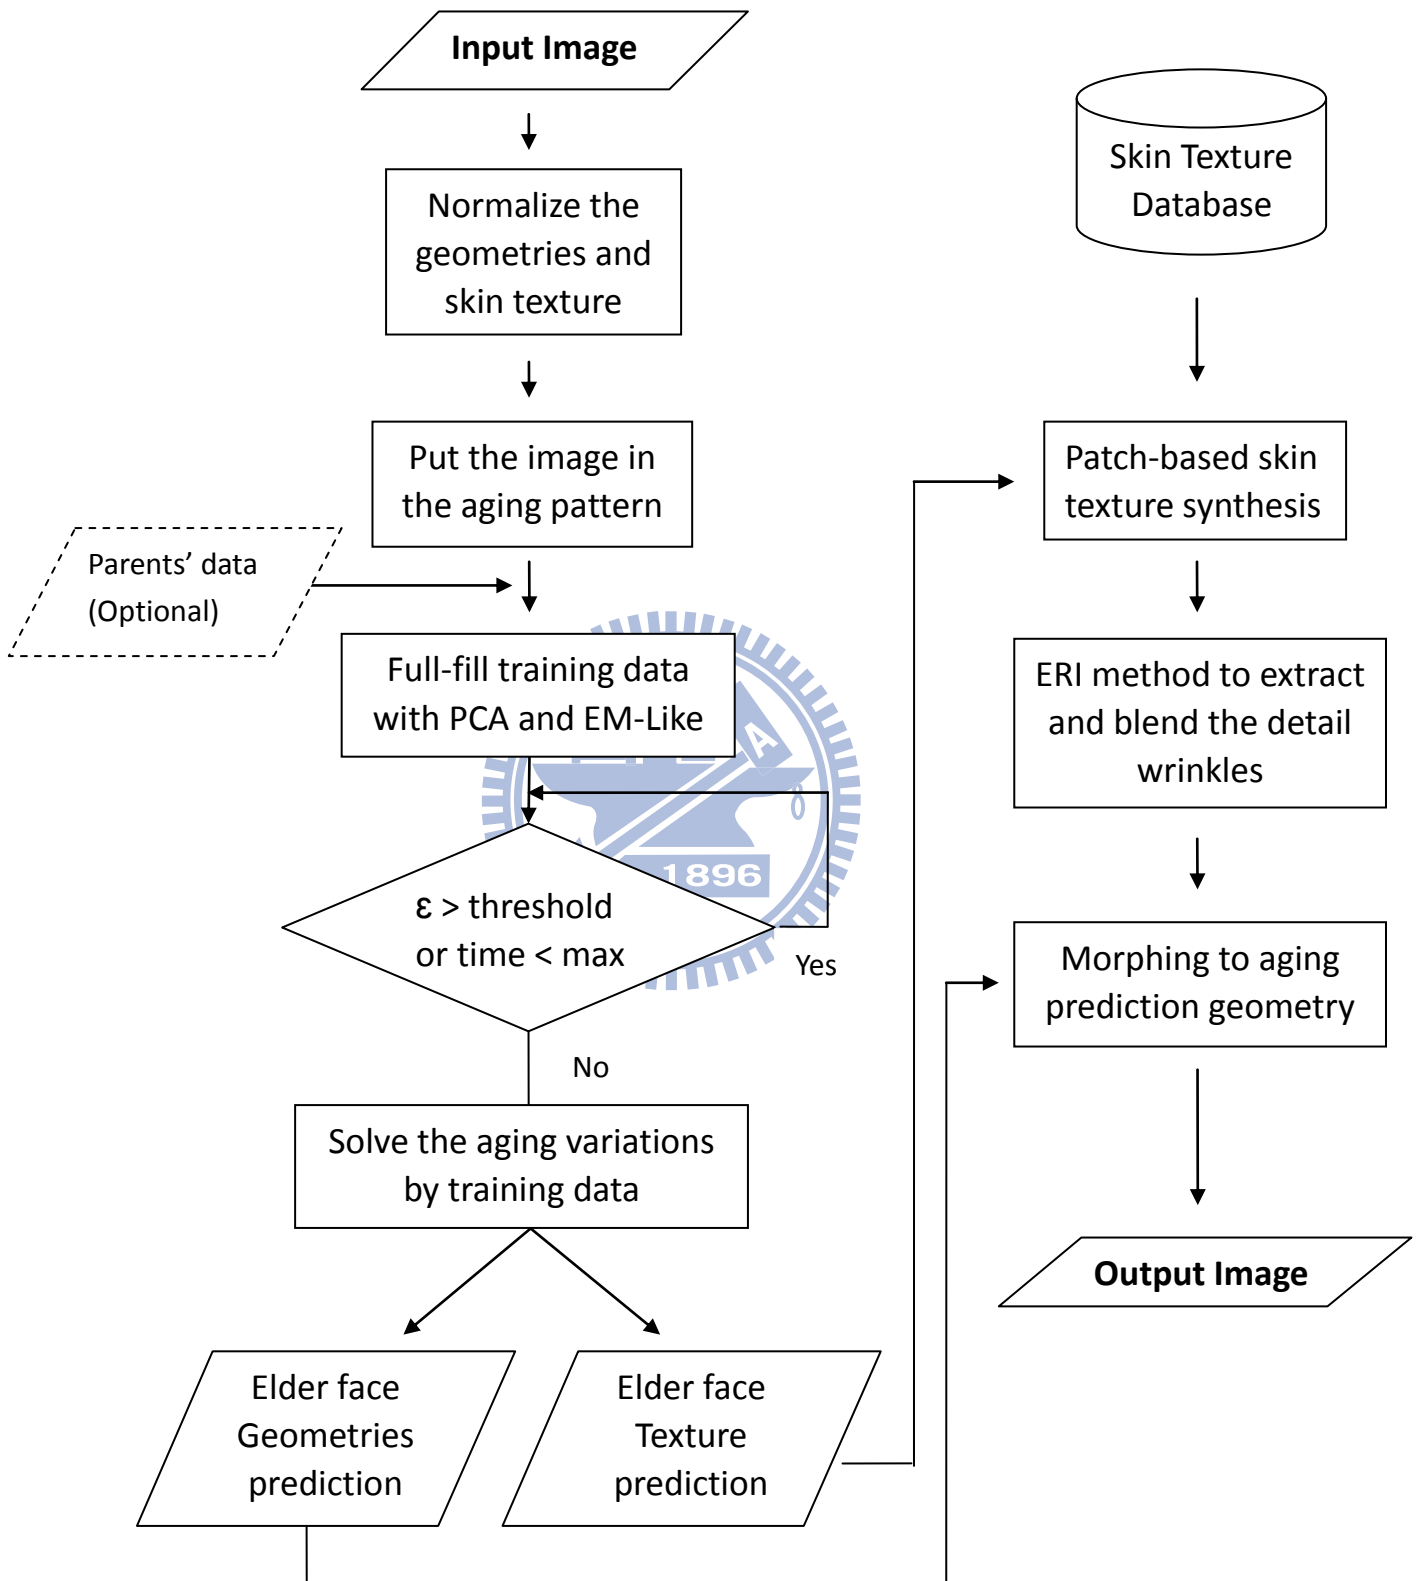 Input Image
Normalize the
geometries and
skin texture
Put the image in
the aging pattern
Parents’ data
(Optional)
Full-fill training data
with PCA and EM-Like
A
1896
ε > threshold
or time < max
Yes
No
Solve the aging variations
by training data
Elder face
Geometries
prediction
Elder face
Texture
prediction
Skin Texture
Database
Patch-based skin
texture synthesis
ERI method to extract
and blend the detail
wrinkles
Morphing to aging
prediction geometry
Output Image